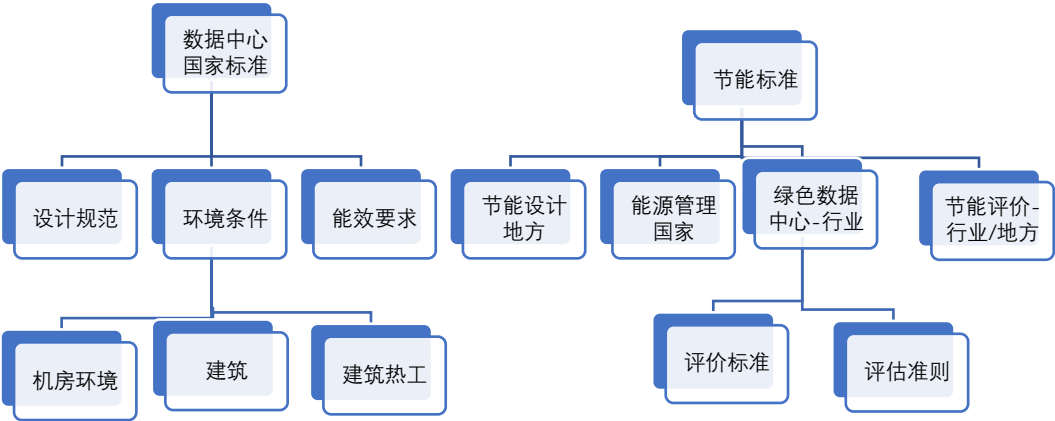 数据中心
国家标准
节能标准
设计规范
环境条件
能效要求
节能设计
地方
能源管理
国家
绿色数据
中心-行业
节能评价-
行业/地方
机房环境
建筑
建筑热工
评价标准
评估准则